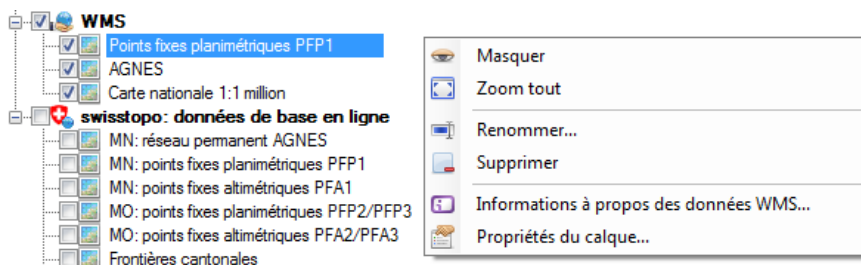 WMS
Points fixes planimétriques PFP1
AGNES
Carte nationale 1:1 million
swisstopo: données de base en ligne
MN: réseau permanent AGNES
MN: points fixes planimétriques PFP1
MN: points fixes altimétriques PFA1
MO: points fixes planimétriques PFP2/PFP3
MO: points fixes altimétriques PFA2/PFA3
Frontières cantonales
Masquer
Zoom tout
Renommer...
Supprimer
Informations à propos des données WMS...
Propriétés du calque...